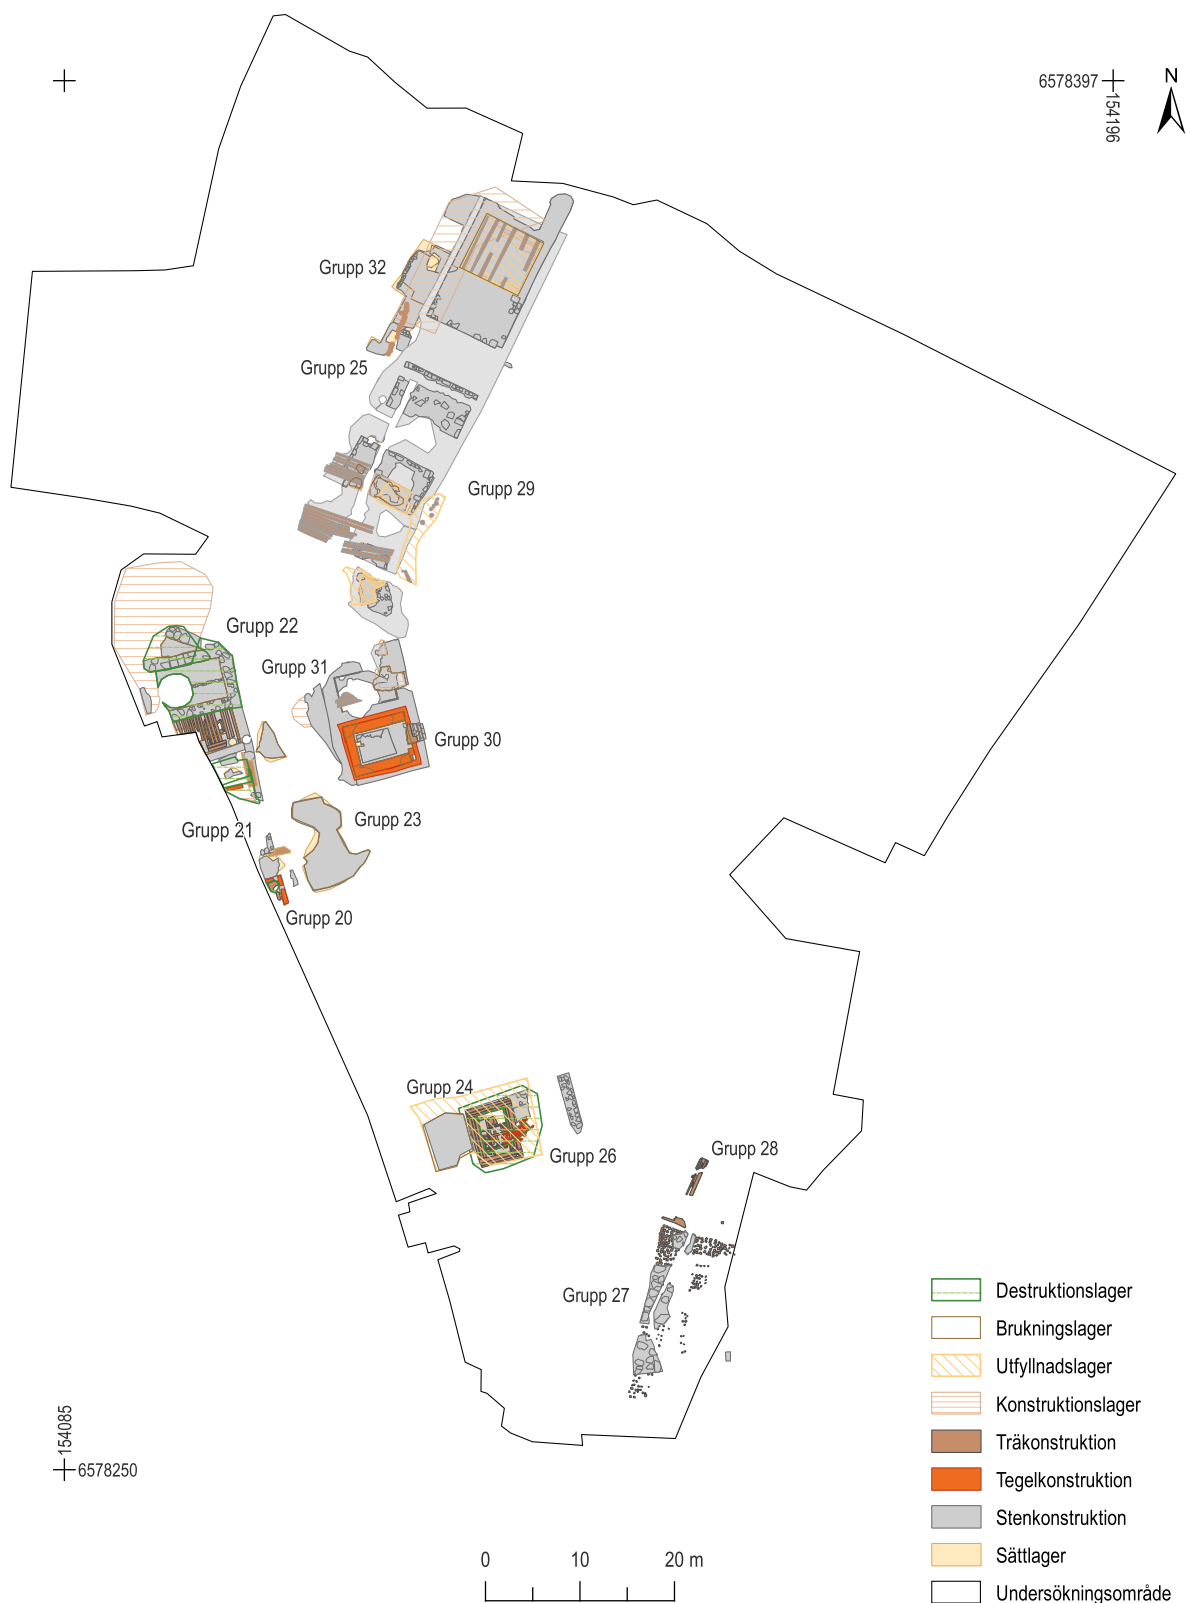 6578397
154196
N
Grupp 32
Grupp 25
Grupp 29
Grupp 22
Grupp 31
Grupp 30
Grupp 23
Grupp 21
Grupp 20
Grupp 24
Grupp 26
Grupp 28
Grupp 27
Destruktionslager
Brukningslager
Utfyllnadslager
Konstruktionslager
Träkonstruktion
Tegelkonstruktion
Stenkonstruktion
Sättlager
Undersökningsområde
154085
6578250
0 10 20 m